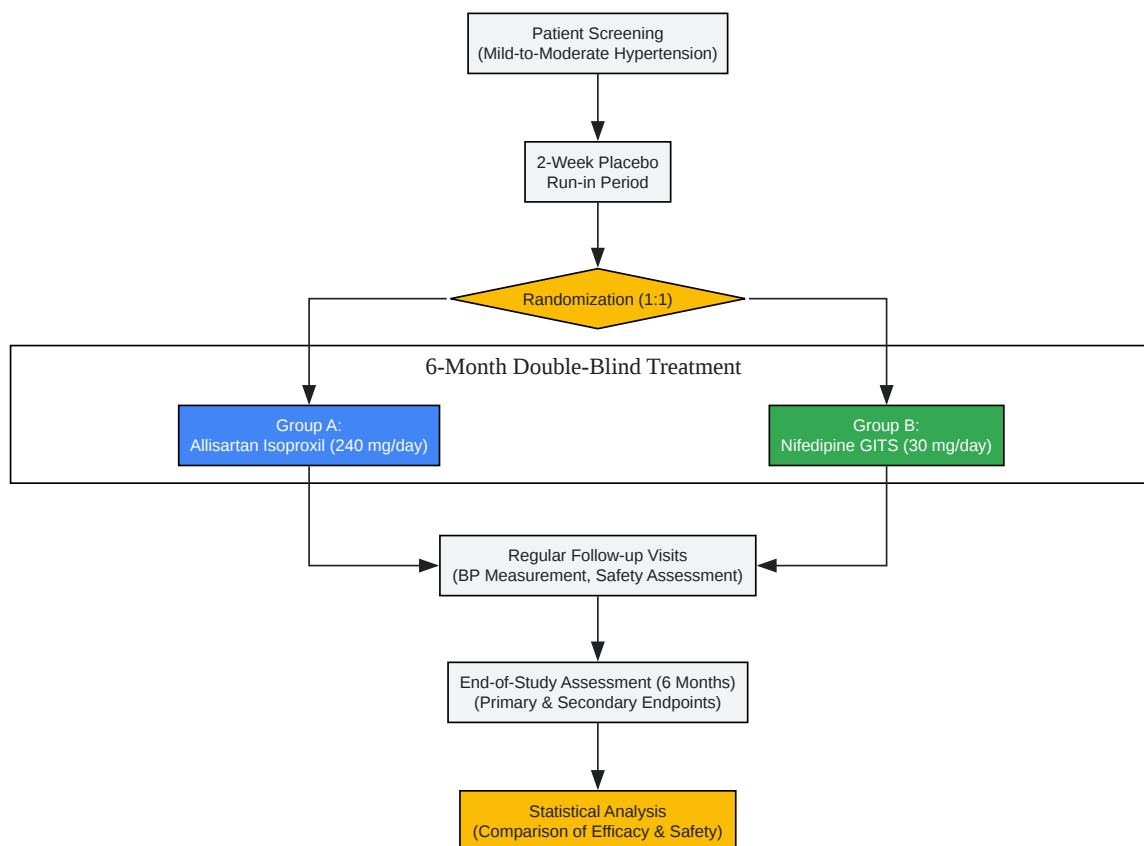 Patient Screening
(Mild-to-Moderate Hypertension)
2-Week Placebo
Run-in Period
Randomization (1:1)
6-Month Double-Blind Treatment
Group A:
Allisartan Isoproxil (240 mg/day)
Group B:
Nifedipine GITS (30 mg/day)
Regular Follow-up Visits
(BP Measurement, Safety Assessment)
End-of-Study Assessment (6 Months)
(Primary & Secondary Endpoints)
Statistical Analysis
(Comparison of Efficacy & Safety)